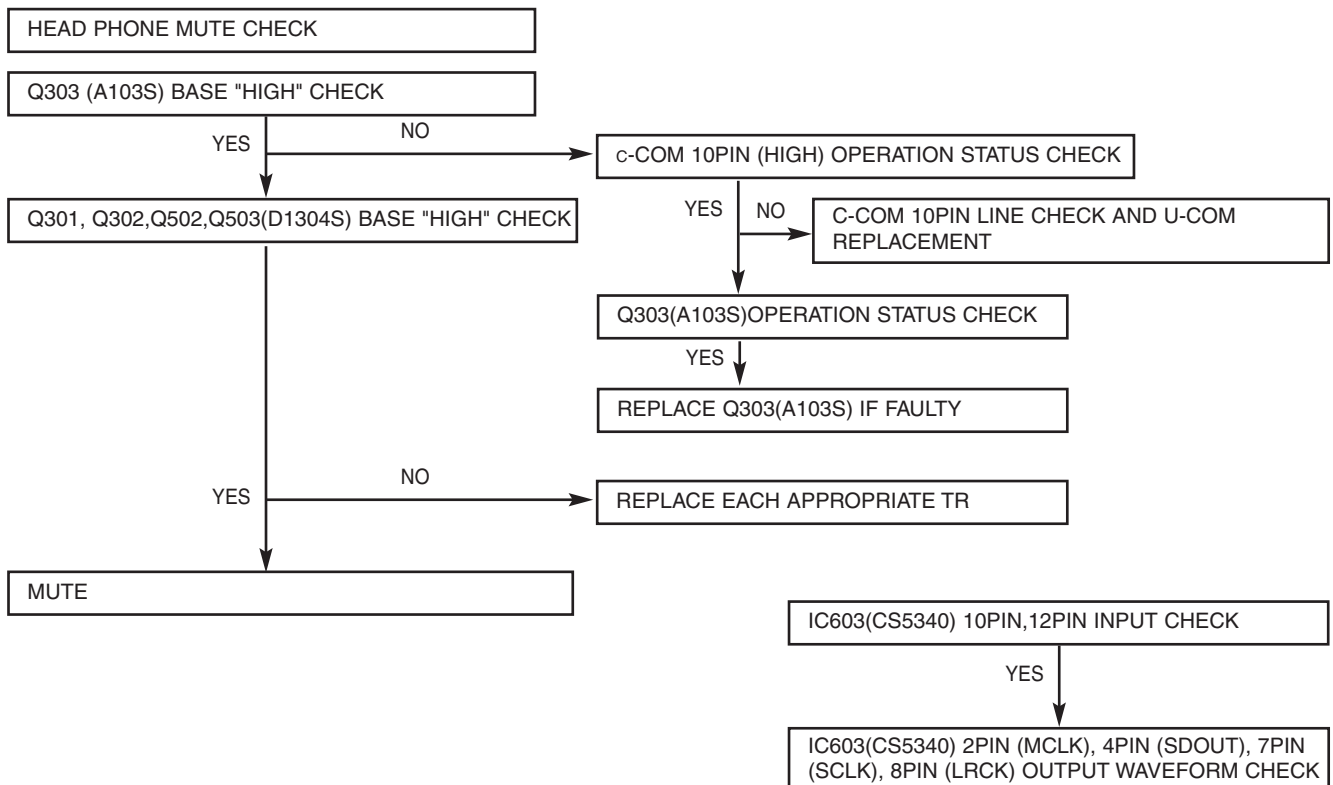 HEAD PHONE MUTE CHECK
Q303 (A103S) BASE "HIGH" CHECK
YES
NO
C-COM 10PIN (HIGH) OPERATION STATUS CHECK
Q301, Q302,Q502,Q503(D1304S) BASE "HIGH" CHECK
YES
NO
C-COM 10PIN LINE CHECK AND U-COM
REPLACEMENT
Q303(A103S)OPERATION STATUS CHECK
YES
REPLACE Q303(A103S) IF FAULTY
YES
NO
REPLACE EACH APPROPRIATE TR
MUTE
IC603(CS5340) 10PIN,12PIN INPUT CHECK
YES
IC603(CS5340) 2PIN (MCLK), 4PIN (SDOUT), 7PIN
(SCLK), 8PIN (LRCK) OUTPUT WAVEFORM CHECK